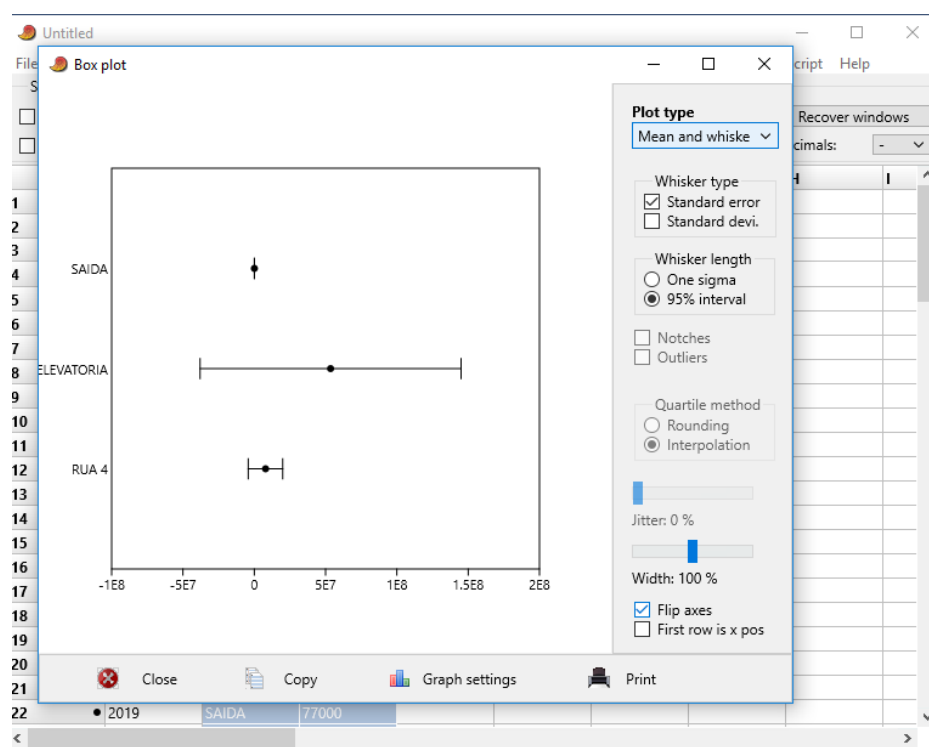 Untitled
File
cript Help
S
Box plot
Recover windows
cimals: -
H I
1
2
3
4
5
6
7
8
9
10
11
12
13
14
15
16
17
18
19
20
21
22
SAIDA
ELEVATORIA
RUA 4
-1E8 -5E7 0 5E7 1E8 1.5E8 2E8
Plot type
Mean and whiske
Whisker type
Standard error
Standard devi.
Whisker length
One sigma
95% interval
Notches
Outliers
Quartile method
Rounding
Interpolation
Jitter: 0 %
Width: 100 %
Flip axes
First row is x pos
Close Copy Graph settings Print
2019 SAIDA 77000